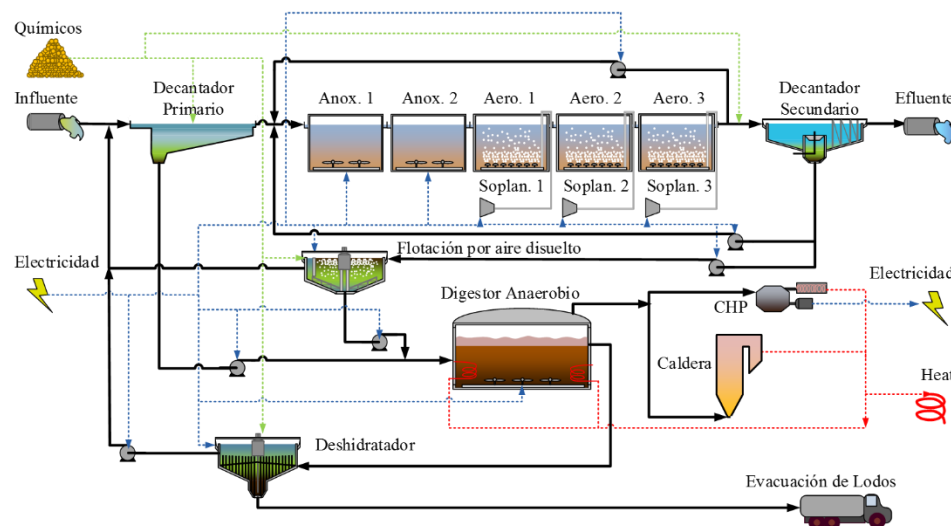 Químicos
Influente
Decantador
Primario
Anox. 1
Anox. 2
Aero. 1
Aero. 2
Aero. 3
Decantador
Secundario
Efluente
Soplan. 1
Soplan. 2
Soplan. 3
Flotación por aire disuelto
Electricidad
Digestor Anaerobio
CHP
Electricidad
Caldera
Heat
Deshidratador
Evacuación de Lodos